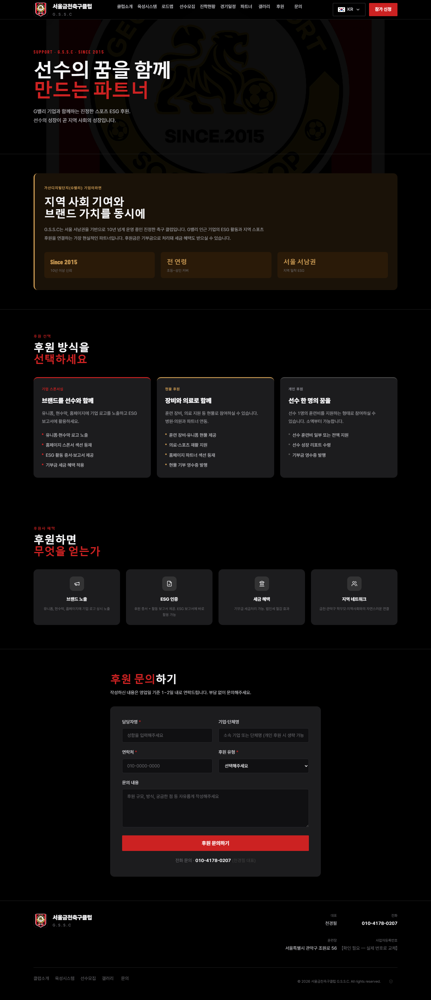 서울금천축구클럽
G.S.S.C
클럽소개 육성시스템 로드맵 선수모집 진학현황 경기일정 파트너 갤러리 후원 문의
KR
참가 신청
SUPPORT · G.S.S.C · SINCE 2015
선수의 꿈을 함께
만드는 파트너
G밸리 기업과 함께하는 진정한 스포츠 ESG 후원.
선수의 성장이 곧 지역 사회의 성장입니다.
SINCE.2015
가산디지털단지(G밸리) 기업이라면
지역 사회 기여와
브랜드 가치를 동시에
G.S.S.C는 서울 서남권을 기반으로 10년 넘게 운영 중인 진정한 축구 클럽입니다. G밸리 인근 기업의 ESG 활동과 지역 스포츠
후원을 연결하는 가장 현실적인 파트너입니다. 후원금은 기부금으로 처리돼 세금 혜택도 받으실 수 있습니다.
Since 2015
10년 이상 신뢰
전 연령
초등~성인 커버
서울 서남권
지역 밀착 ESG
후원 선택
후원 방식을
선택하세요
기업 스폰서십
브랜드를 선수와 함께
유니폼, 현수막, 홈페이지에 기업 로고를 노출하고 ESG
보고서에 활용하세요.
유니폼·현수막 로고 노출
홈페이지 스폰서 섹션 등재
ESG 활동 증서·보고서 제공
기부금 세금 혜택 적용
현물 후원
장비와 의료로 함께
훈련 장비, 의료 지원 등 현물로 참여하실 수 있습니다.
병원·의원과 파트너 연동.
훈련 장비·유니폼 현물 제공
의료·스포츠 재활 지원
홈페이지 파트너 섹션 등재
현물 기부 영수증 발행
개인 후원
선수 한 명의 꿈을
선수 1명의 훈련비를 지원하는 형태로 참여하실 수
있습니다. 소액부터 가능합니다.
선수 훈련비 일부 또는 전액 지원
선수 성장 리포트 수령
기부금 영수증 발행
후원사 혜택
후원하면
무엇을 얻는가
브랜드 노출
유니폼, 현수막, 홈페이지에 기업 로고 상시 노출
ESG 인증
후원 증서 + 활동 보고서 제공. ESG 보고서에 바로
활용 가능
세금 혜택
기부금 세금처리 가능. 법인세 절감 효과
지역 네트워크
금천·관악구 학부모·지역사회와의 자연스러운 연결
후원 문의하기
작성하신 내용은 영업일 기준 1~2일 내로 연락드립니다. 부담 없이 문의해주세요.
담당자명 *
성함을 입력해주세요
기업·단체명
소속 기업 또는 단체명 (개인 후원 시 생략 가능
연락처 *
010-0000-0000
후원 유형 *
선택해주세요
문의 내용
후원 규모, 방식, 궁금한 점 등 자유롭게 작성해주세요
후원 문의하기
전화 문의 · 010-4178-0207 (천경필 대표)
서울금천축구클럽
G.S.S.C
대표
천경필
전화
010-4178-0207
훈련장
서울특별시 관악구 조원로 56
사업자등록번호
[확인 필요 — 실제 번호로 교체]
클럽소개 육성시스템 선수모집 갤러리 문의
© 2026 서울금천축구클럽 G.S.S.C. All rights reserved.